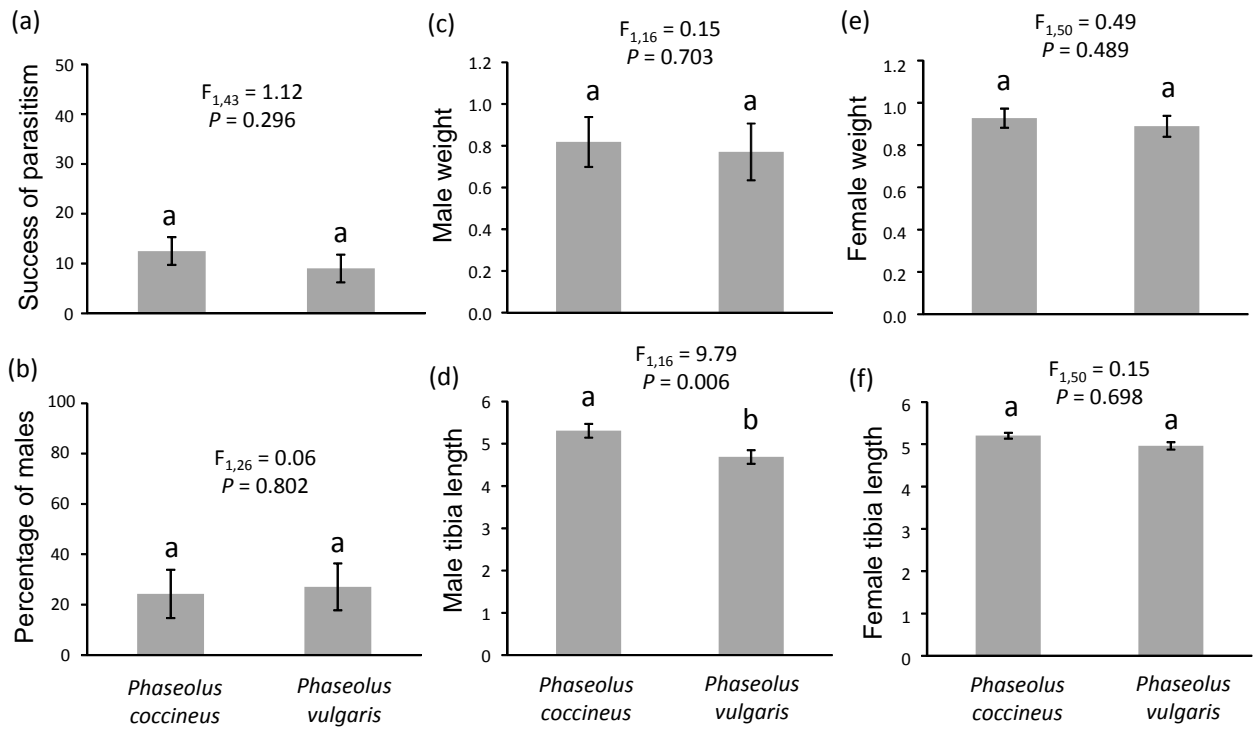 (a)
F1,43 = 1.12
P = 0.296
Success of parasitism
50
40
30
20
10
0
a
a
(b)
F1,26 = 0.06
P = 0.802
Percentage of males
100
80
60
40
20
0
a
a
Phaseolus
coccineus
Phaseolus
vulgaris
(c)
F1,16 = 0.15
P = 0.703
Male weight
1.2
1.0
0.8
0.6
0.4
0.2
0.0
a
a
(d)
F1,16 = 9.79
P = 0.006
Male tibia length
6
5
4
3
2
1
0
a
b
Phaseolus
coccineus
Phaseolus
vulgaris
(e)
F1,50 = 0.49
P = 0.489
Female weight
1.2
1.0
0.8
0.6
0.4
0.2
0.0
a
a
(f)
F1,50 = 0.15
P = 0.698
Female tibia length
6
5
4
3
2
1
0
a
a
Phaseolus
coccineus
Phaseolus
vulgaris